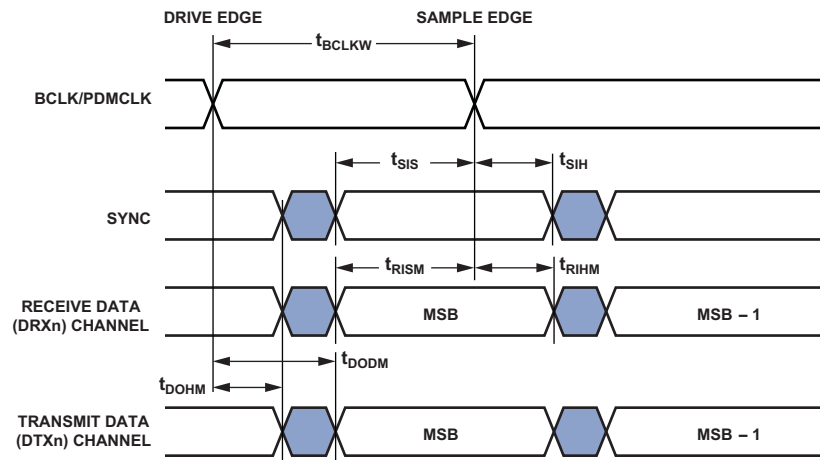 DRIVE EDGE
SAMPLE EDGE
tBCLKW
BCLK/PDMCLK
tSIS
tSIH
SYNC
tRISM
tRIHM
RECEIVE DATA
(DRXn) CHANNEL
MSB
MSB – 1
tDODM
tDOHM
TRANSMIT DATA
(DTXn) CHANNEL
MSB
MSB – 1